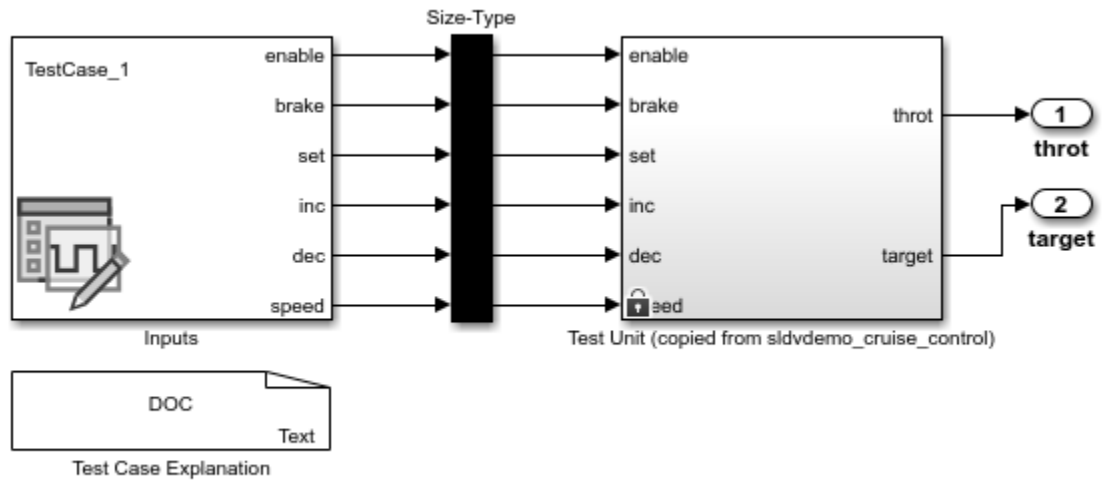 Size-Type
TestCase_1
enable
brake
set
inc
dec
speed
Inputs
enable
brake
set
inc
dec
eed
throt
target
Test Unit (copied from sldvdemo_cruise_control)
1
throt
2
target
DOC
Text
Test Case Explanation